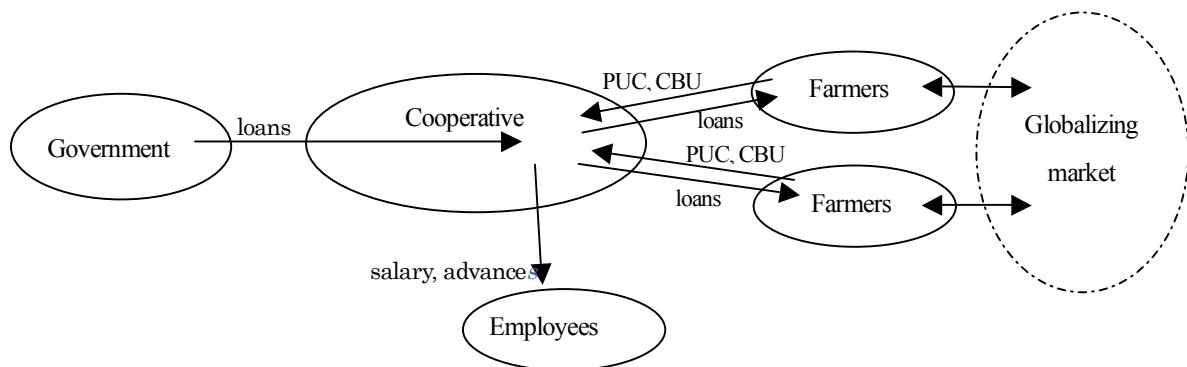 PUC, CBU
Farmers
loans
Cooperative
loans
Globalizing
market
Government
PUC, CBU
loans
Farmers
salary, advances
Employees